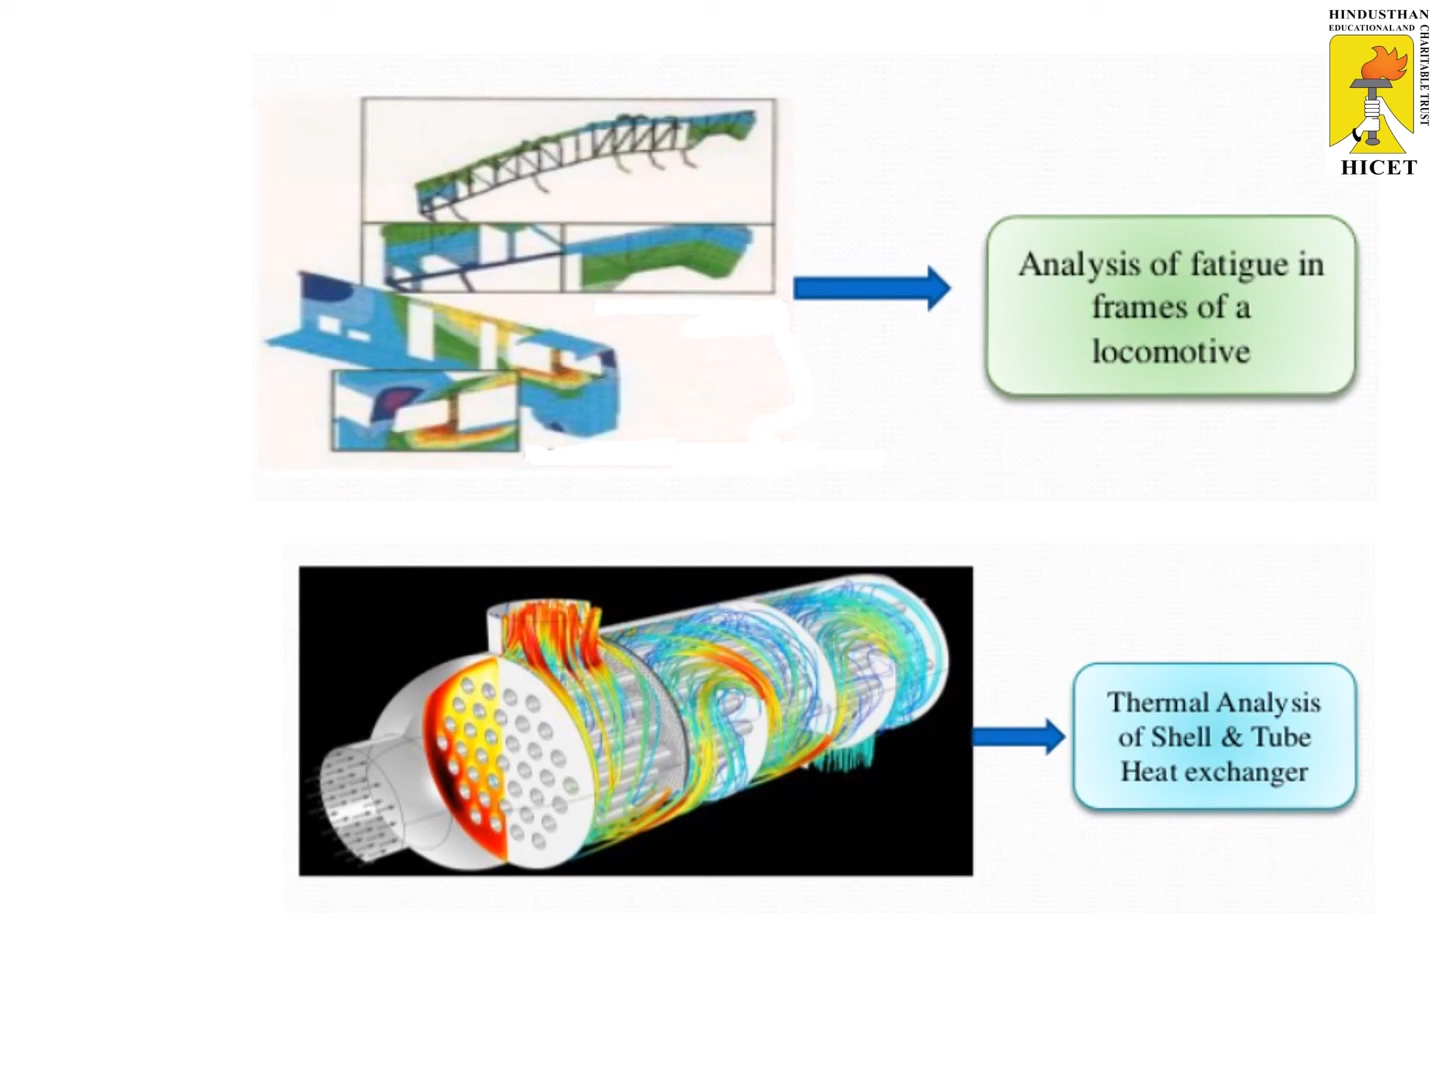 HINDUSTHAN
EDUCATIONAL AND
CHARITABLE TRUST
HICET
Analysis of fatigue in
frames of a
locomotive
Thermal Analysis
of Shell & Tube
Heat exchanger